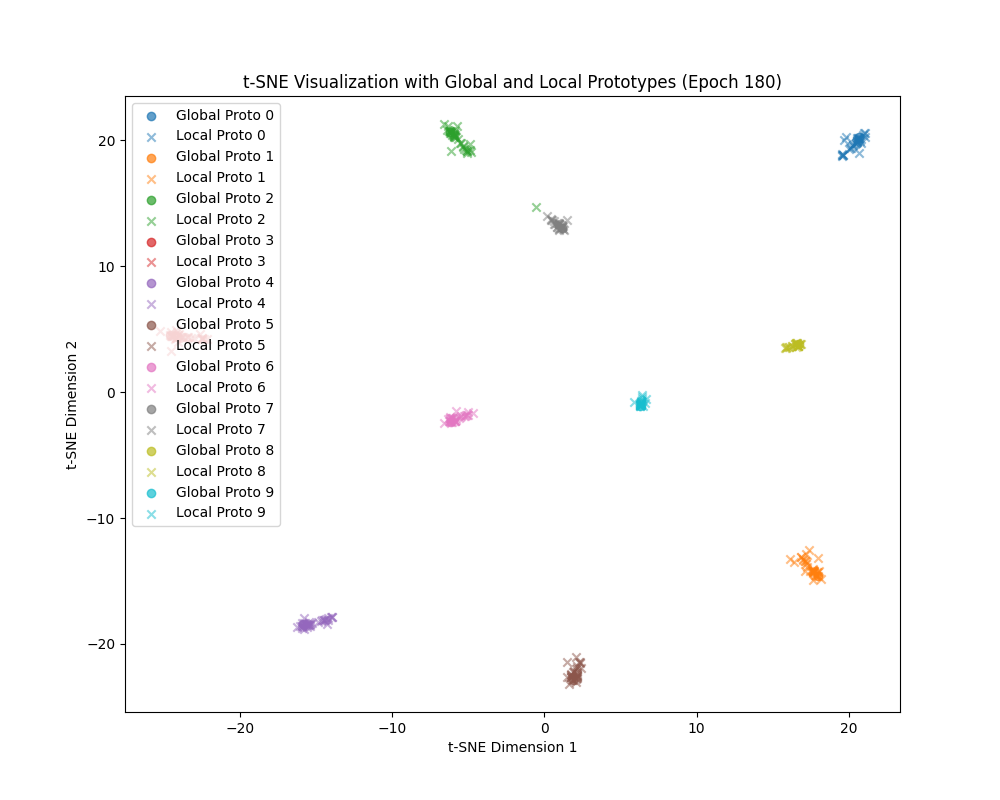 t-SNE Visualization with Global and Local Prototypes (Epoch 180)
Global Proto 0
Local Proto 0
Global Proto 1
Local Proto 1
Global Proto 2
Local Proto 2
Global Proto 3
Local Proto 3
Global Proto 4
Local Proto 4
Global Proto 5
Local Proto 5
Global Proto 6
Local Proto 6
Global Proto 7
Local Proto 7
Global Proto 8
Local Proto 8
Global Proto 9
Local Proto 9
20
10
0
−10
−20
t-SNE Dimension 2
−20
−10
0
10
20
t-SNE Dimension 1